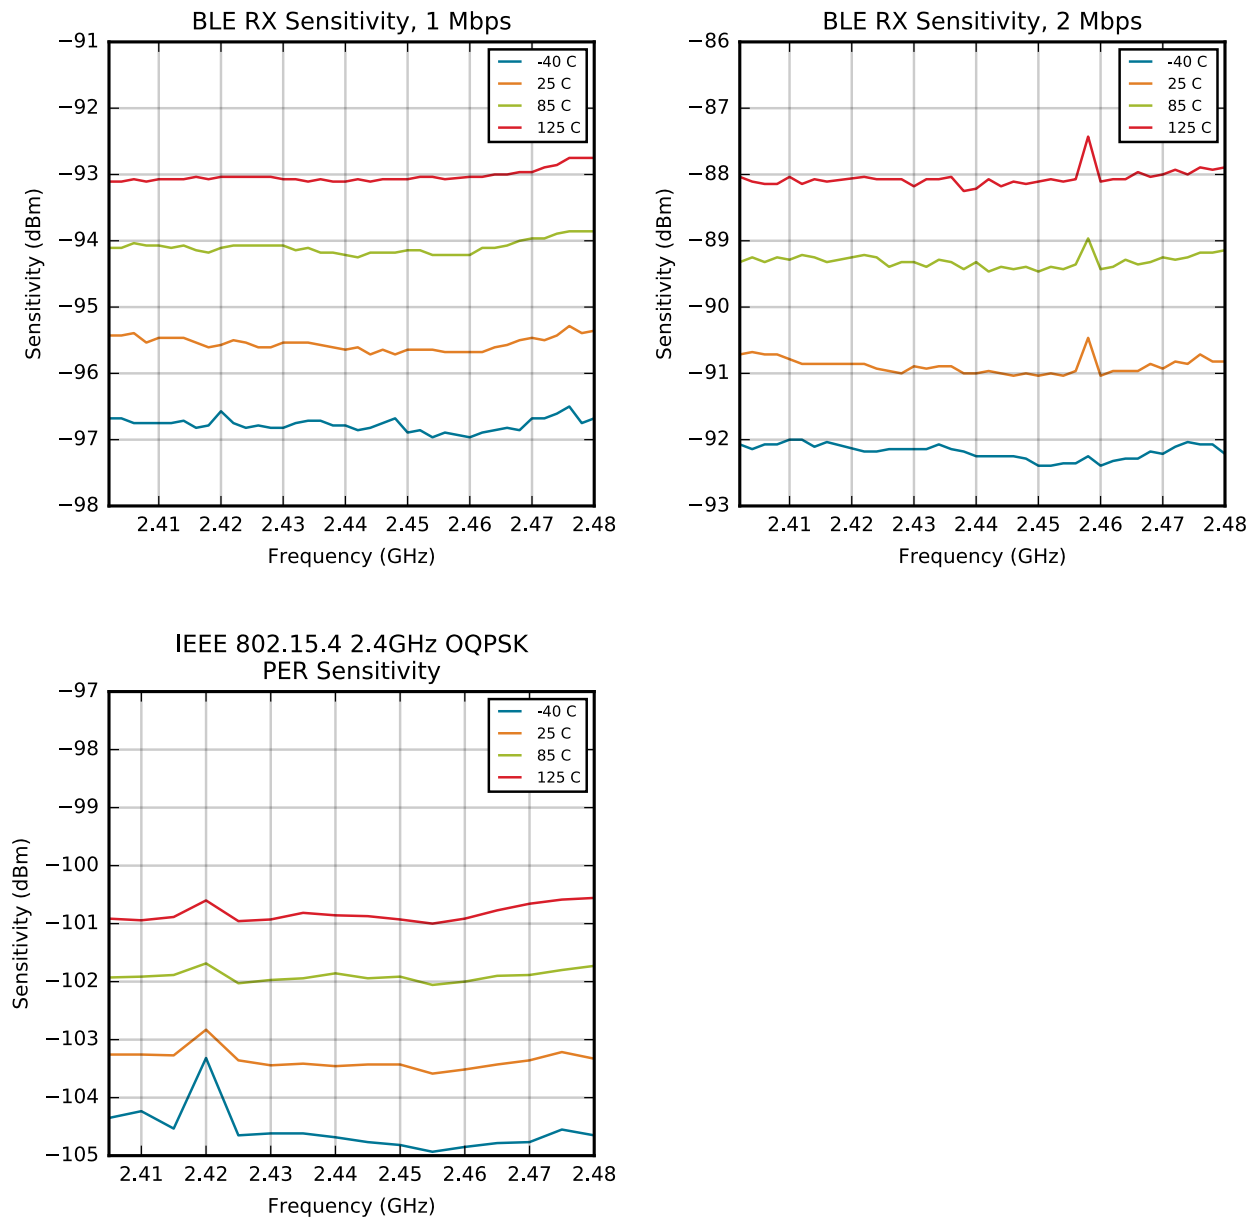 BLE RX Sensitivity, 1 Mbps
−91
−92
−93
−94
−95
−96
−97
−98
Sensitivity (dBm)
-40 C
25 C
85 C
125 C
2.41 2.42 2.43 2.44 2.45 2.46 2.47 2.48
Frequency (GHz)
BLE RX Sensitivity, 2 Mbps
−86
−87
−88
−89
−90
−91
−92
−93
Sensitivity (dBm)
-40 C
25 C
85 C
125 C
2.41 2.42 2.43 2.44 2.45 2.46 2.47 2.48
Frequency (GHz)
IEEE 802.15.4 2.4GHz OQPSK
PER Sensitivity
−97
−98
−99
−100
−101
−102
−103
−104
−105
Sensitivity (dBm)
-40 C
25 C
85 C
125 C
2.41 2.42 2.43 2.44 2.45 2.46 2.47 2.48
Frequency (GHz)